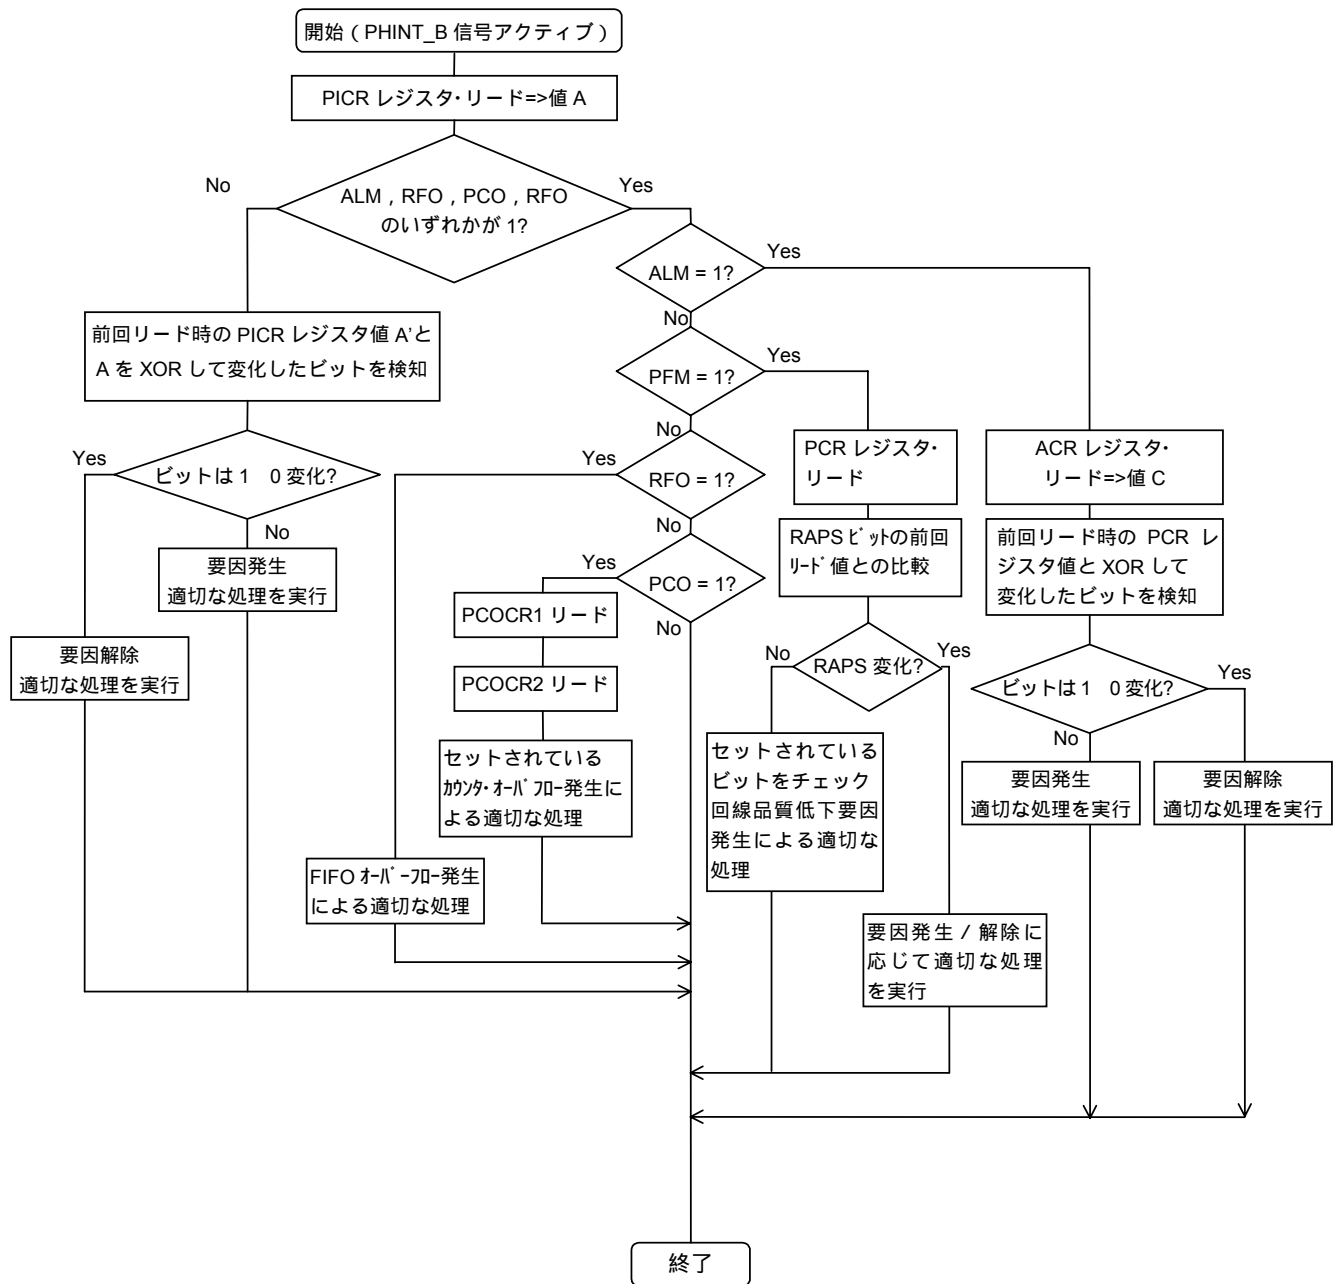 開始（PHINT_B 信号アクティブ）
PICR レジスタ・リード=>値 A
No
ALM , RFO , PCO , RFO
のいずれかが 1?
Yes
ALM = 1?
Yes
No
前回リード時の PICR レジスタ値 A’と
A を XOR して変化したビットを検知
PFM = 1?
Yes
No
Yes
ビットは 1 0 変化?
No
要因発生
適切な処理を実行
要因解除
適切な処理を実行
Yes
RFO = 1?
No
Yes
PCO = 1?
No
PCOCR1 リード
PCOCR2 リード
セットされている
ｶｳﾝﾀ･ｵｰﾊﾞﾌﾛｰ発生に
よる適切な処理
FIFO ｵｰﾊﾞｰﾌﾛｰ発生
による適切な処理
PCR レジスタ・
リード
RAPS ﾋﾞｯﾄの前回
ﾘｰﾄﾞ値との比較
No
RAPS 変化?
Yes
セットされている
ビットをチェック
回線品質低下要因
発生による適切な
処理
要因発生 / 解除に
応じて適切な処理
を実行
ACR レジスタ・
リード=>値 C
前回リード時の PCR レ
ジスタ値と XOR して
変化したビットを検知
ビットは 1 0 変化?
Yes
No
要因発生
適切な処理を実行
要因解除
適切な処理を実行
終了